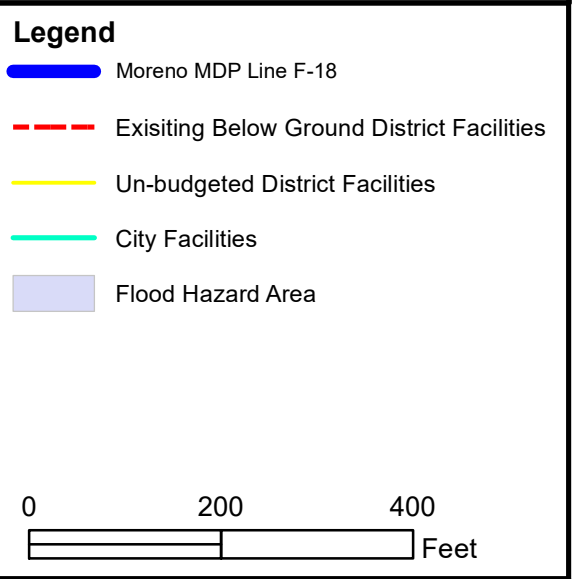 Legend
Moreno MDP Line F-18
Exisiting Below Ground District Facilities
Un-budgeted District Facilities
City Facilities
Flood Hazard Area
0 200 400
Feet